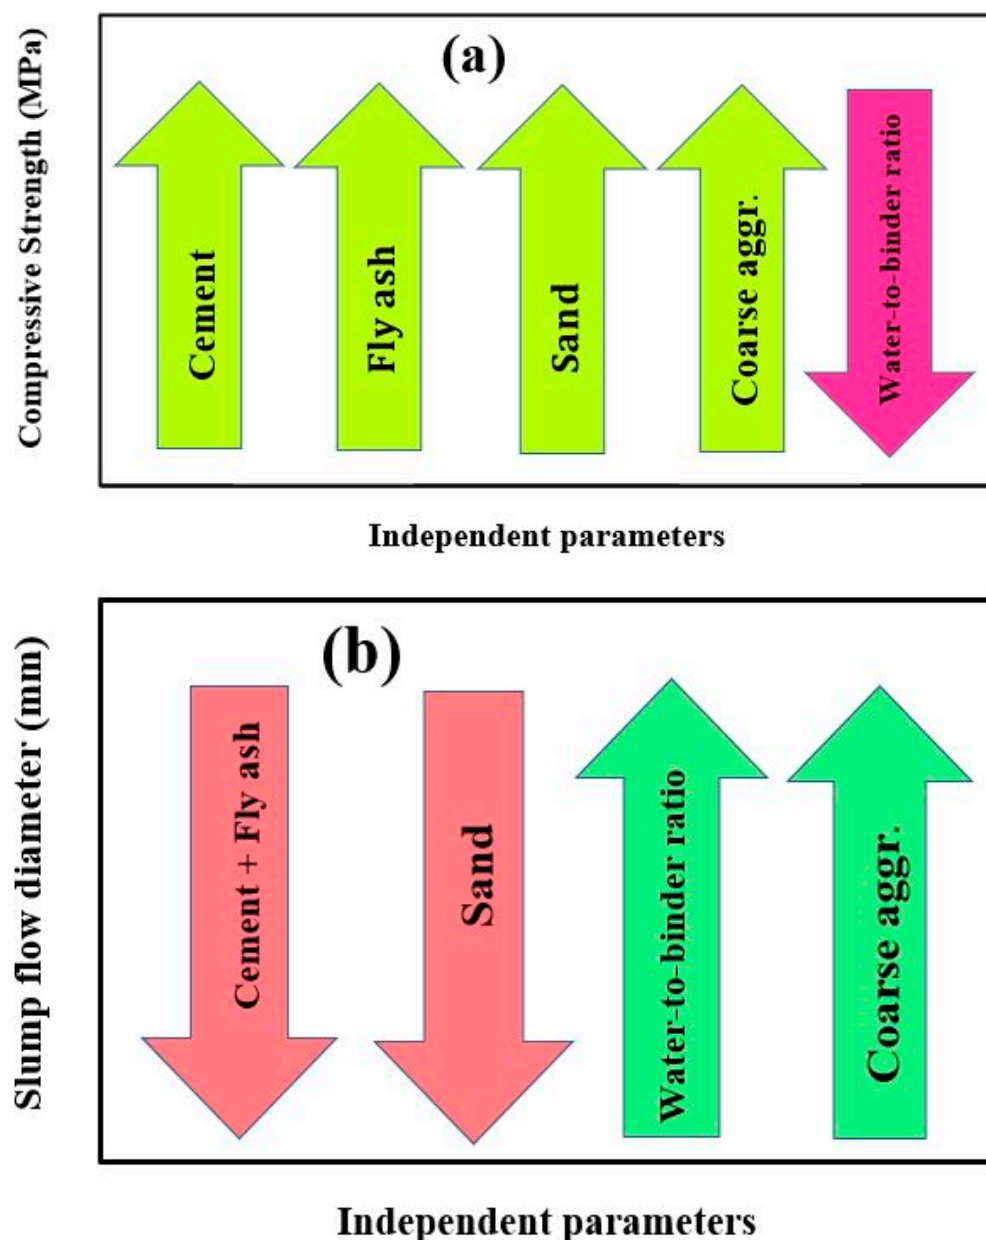 (a)
Compressive Strength (MPa)
Cement
Fly ash
Sand
Coarse aggr.
Water-to-binder ratio
Independent parameters
(b)
Slump flow diameter (mm)
Cement + Fly ash
Sand
Water-to-binder ratio
Coarse aggr.
Independent parameters